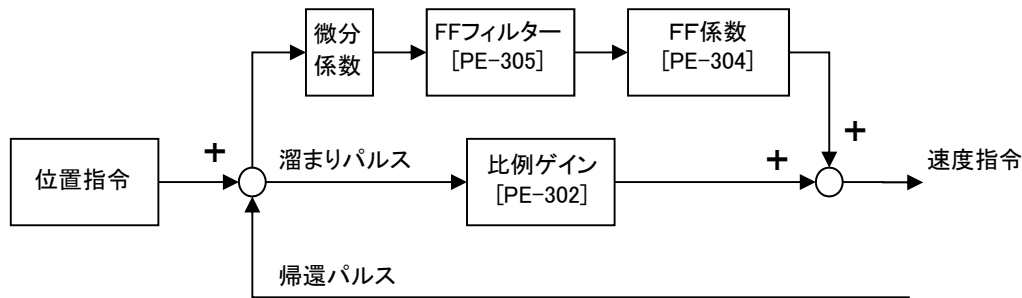 微分
係数
FFフィルター
[PE-305]
FF係数
[PE-304]
+
+
位置指令
溜まりパルス
比例ゲイン
[PE-302]
+
速度指令
帰還パルス